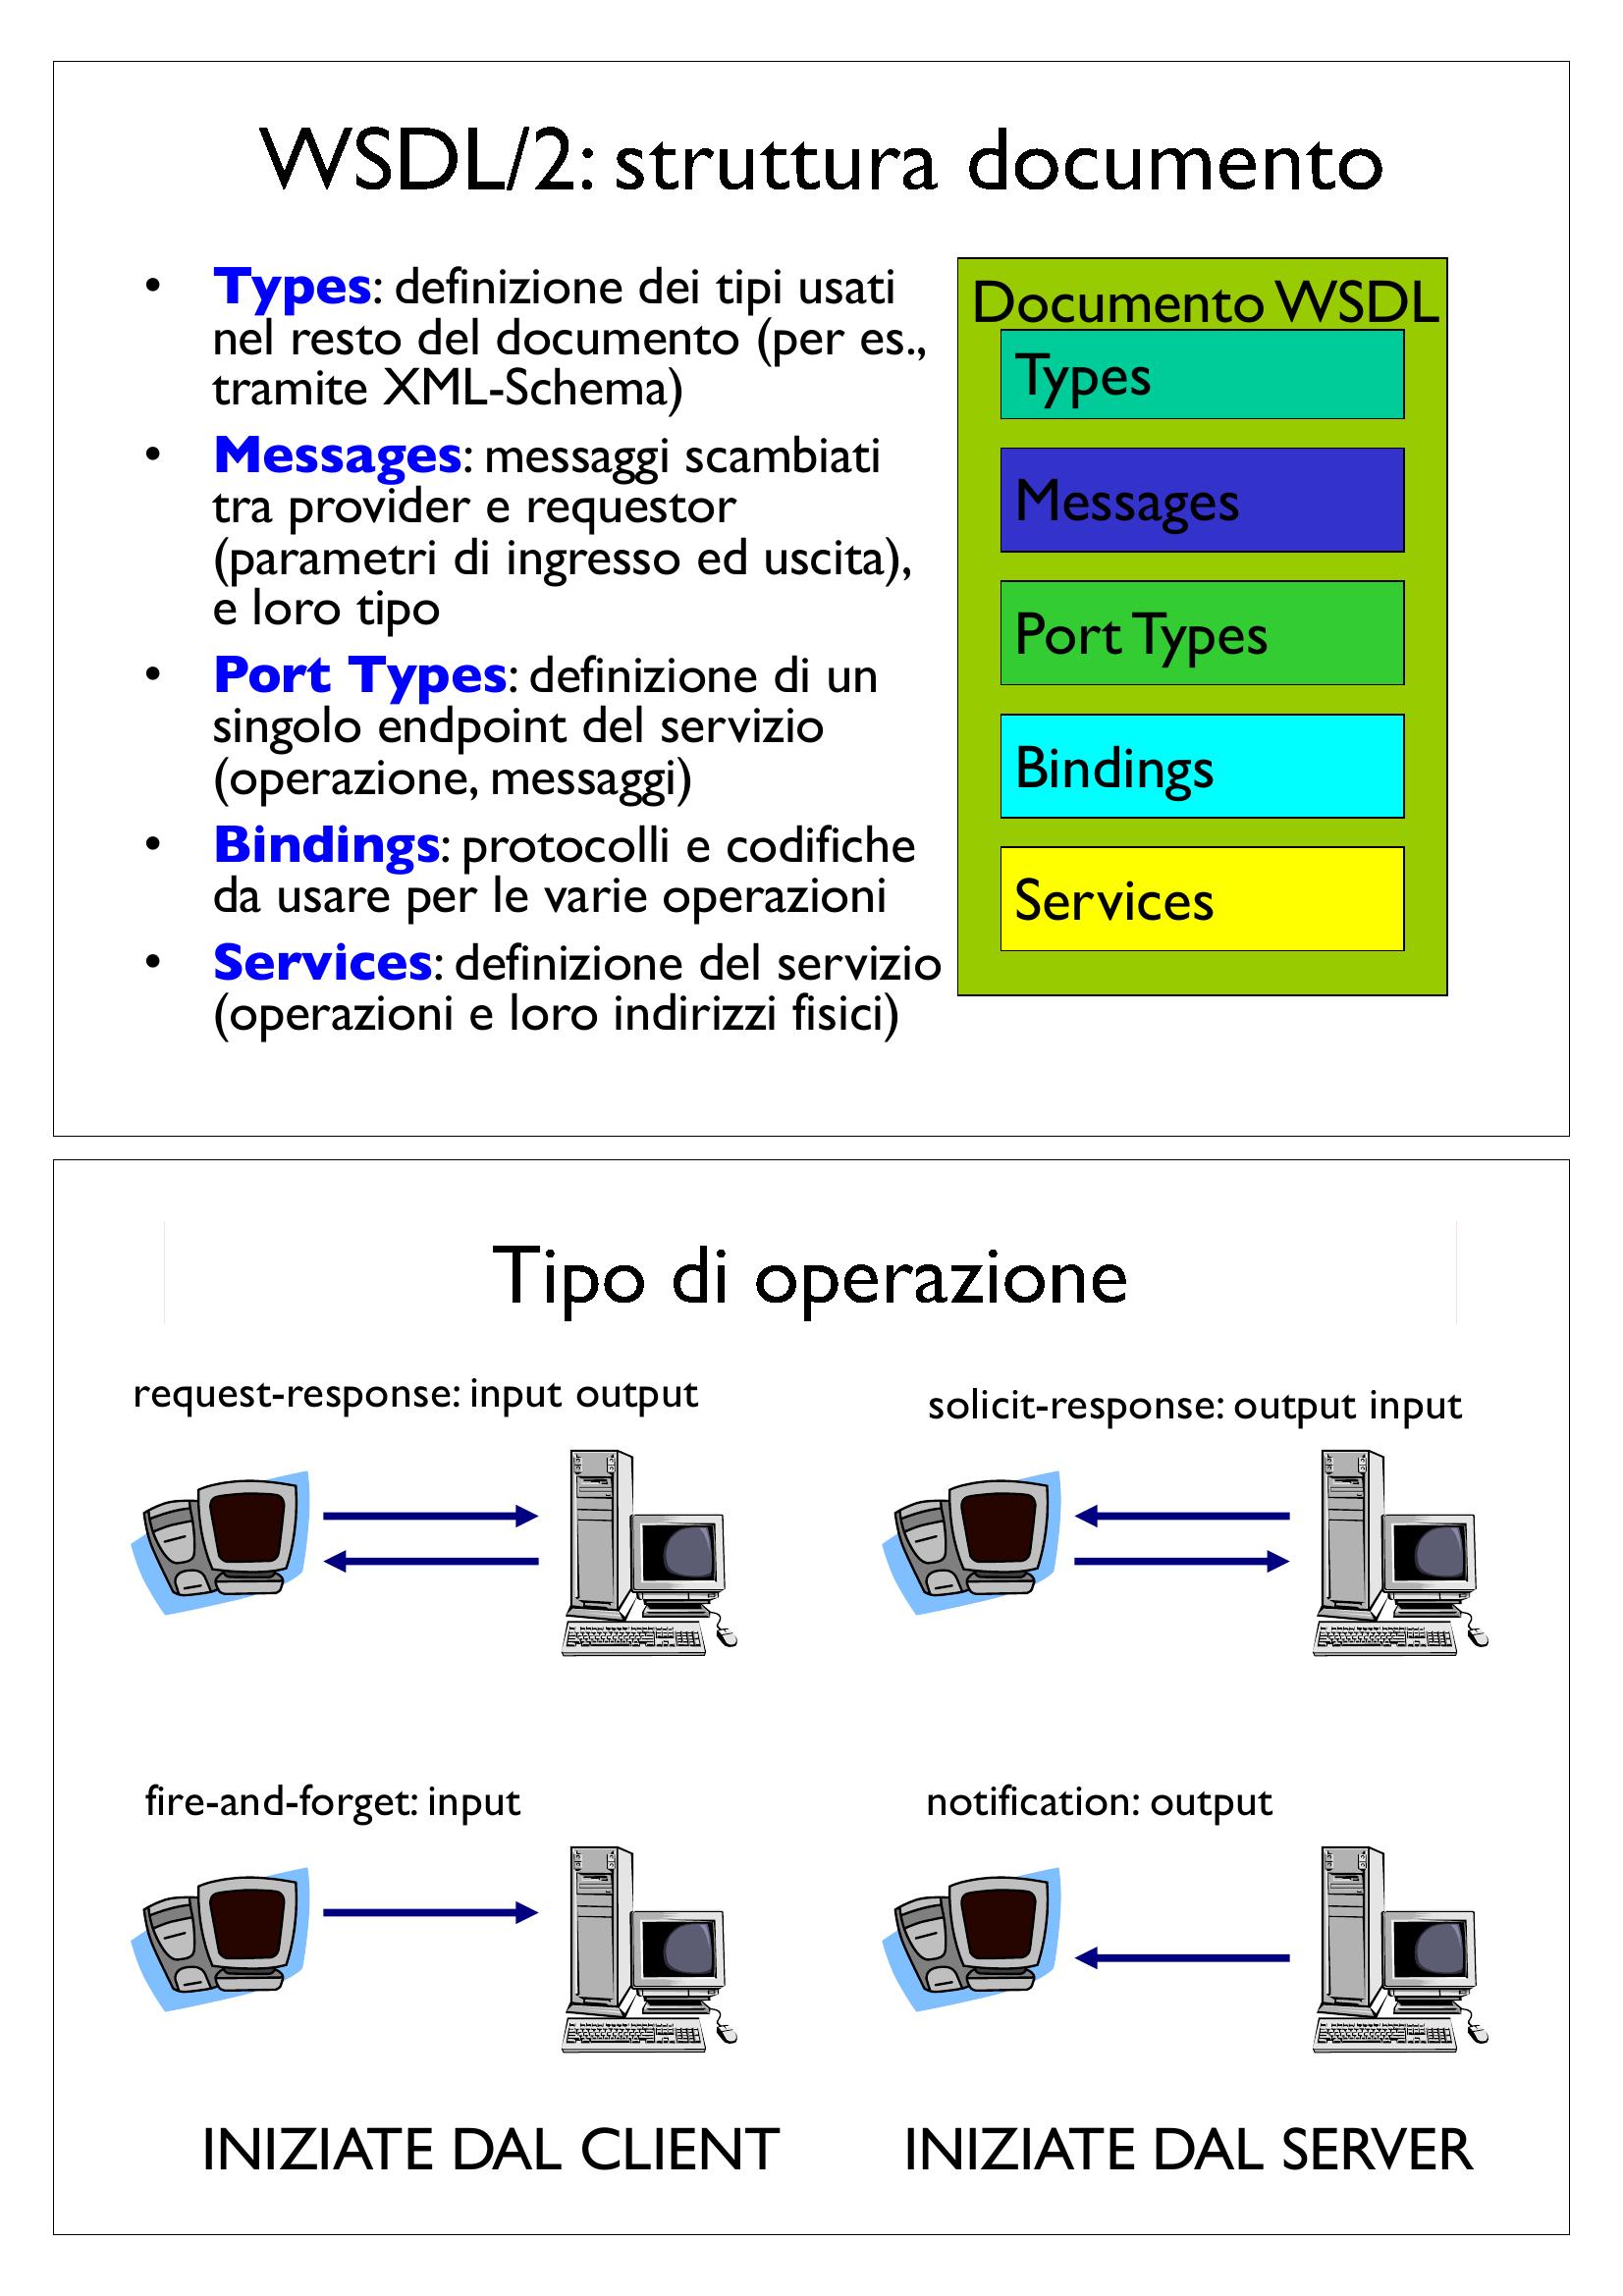 WSDL/2: struttura documento
• Types: definizione dei tipi usati
nel resto del documento (per es.,
tramite XML-Schema)
• Messages: messaggi scambiati
tra provider e requestor
(parametri di ingresso ed uscita),
e loro tipo
• Port Types: definizione di un
singolo endpoint del servizio
(operazione, messaggi)
• Bindings: protocolli e codifiche
da usare per le varie operazioni
• Services: definizione del servizio
(operazioni e loro indirizzi fisici)
Documento WSDL
Types
Messages
Port Types
Bindings
Services
Tipo di operazione
request-response: input output
solicit-response: output input
fire-and-forget: input
notification: output
INIZIATE DAL CLIENT
INIZIATE DAL SERVER